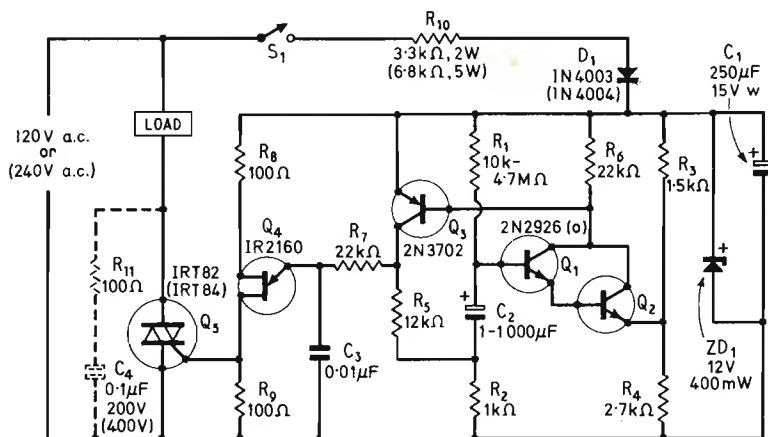 R10
3.3kΩ, 2W
(6.8kΩ, 5W)
S1
D1
IN4003
(1N4004)
C1
250μF
15V w
+
120V a.c.
or
(240V a.c.)
LOAD
R8
100Ω
R1
10k-
4.7MΩ
R6
22kΩ
R3
1.5kΩ
Q4
IR2160
R7
22kΩ
Q3
2N3702
2N2926 (o)
Q1
Q2
R11
100Ω
IRT82
(IRT84)
Q5
R5
12kΩ
+
C2
1-1000μF
+
C4
0.1μF
200V
(400V)
R9
100Ω
C3
0.01μF
R2
1kΩ
R4
2.7kΩ
ZD1
12V
400mW